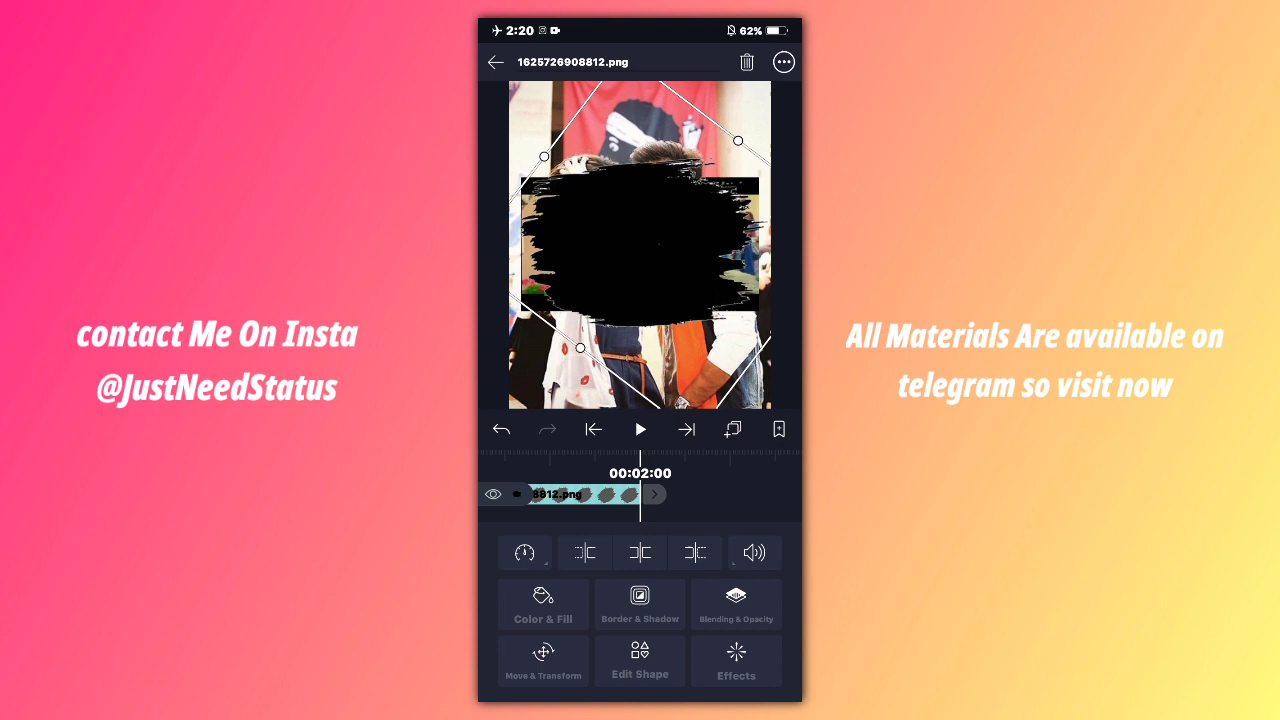 2:20
62%
1625726908812.png
contact Me On Insta
@JustNeedStatus
All Materials Are available on
telegram so visit now
00:02:00
8812.png
Color & Fill
Border & Shadow
Blending & Opacity
Move & Transform
Edit Shape
Effects